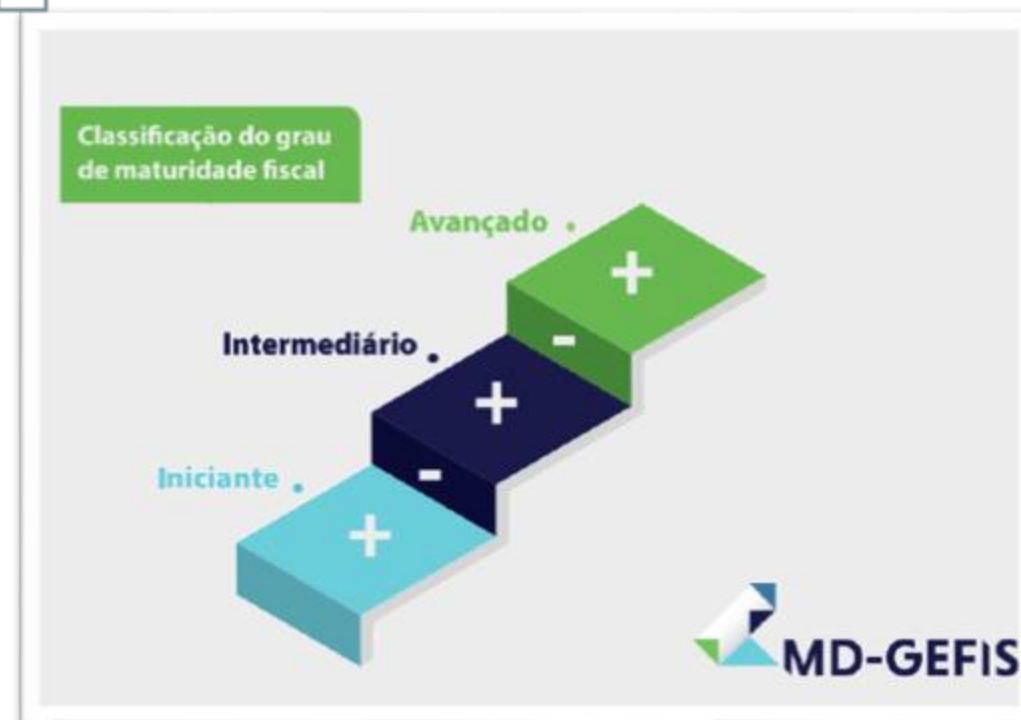 Classificação do grau
de maturidade fiscal
Avançado
+
-
Intermediário
+
-
Iniciante
+
MD-GEFIS